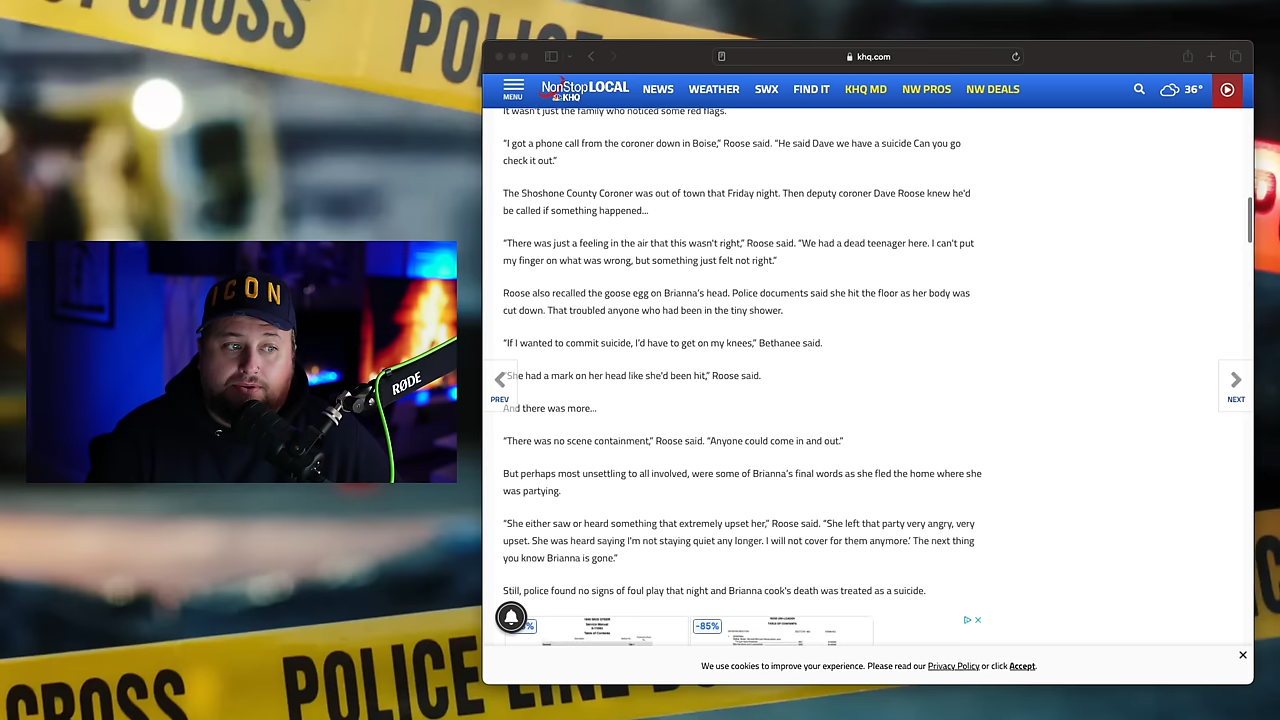 CROSS
POLI
khq.com
NonStop LOCAL
KHQ
MENU
NEWS
WEATHER
SWX
FIND IT
KHQ MD
NW PROS
NW DEALS
36°
It wasn't just the family who noticed some red flags.
"I got a phone call from the coroner down in Boise," Roose said. "He said Dave we have a suicide Can you go
check it out."
The Shoshone County Coroner was out of town that Friday night. Then deputy coroner Dave Roose knew he'd
be called if something happened...
"There was just a feeling in the air that this wasn't right," Roose said. "We had a dead teenager here. I can't put
my finger on what was wrong, but something just felt not right."
Roose also recalled the goose egg on Brianna's head. Police documents said she hit the floor as her body was
cut down. That troubled anyone who had been in the tiny shower.
"If I wanted to commit suicide, I'd have to get on my knees," Bethanee said.
"She had a mark on her head like she'd been hit," Roose said.
PREV
NEXT
And there was more...
"There was no scene containment," Roose said. "Anyone could come in and out."
But perhaps most unsettling to all involved, were some of Brianna's final words as she fled the home where she
was partying.
"She either saw or heard something that extremely upset her," Roose said. "She left that party very angry, very
upset. She was heard saying I'm not staying quiet any longer. I will not cover for them anymore.' The next thing
you know Brianna is gone."
Still, police found no signs of foul play that night and Brianna cook's death was treated as a suicide.
-85%
We use cookies to improve your experience. Please read our Privacy Policy or click Accept.
ICON
RØDE
CROSS
POLICE LINE DO